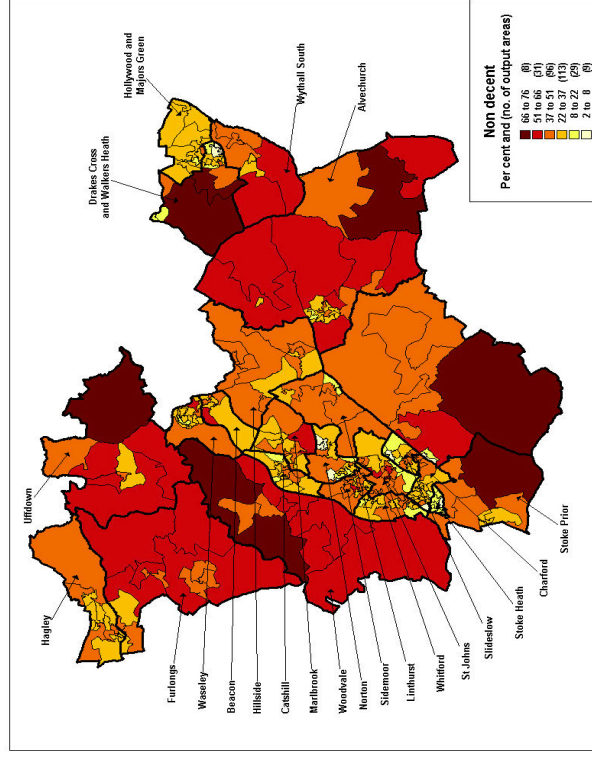 Hollywood and
Majors Green
Drakes Cross
and Walkers Heath
Wythall South
Alvechurch
Uffdown
Hagley
Furlongs
Waseley
Beacon
Hillside
Catshill
Marlbrook
Woodvale
Norton
Sidemoor
Linthurst
Whitford
St Johns
Slideslow
Stoke Heath
Charford
Stoke Prior
Non decent
Per cent and (no. of output areas)
66 to 76 (8)
51 to 66 (31)
37 to 51 (96)
22 to 37 (113)
8 to 22 (29)
2 to 8 (9)